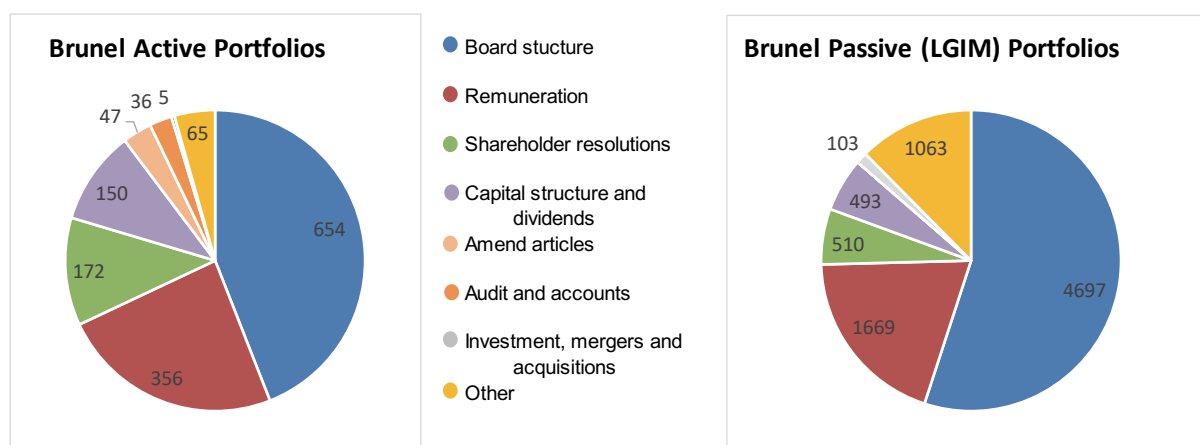 Brunel Active Portfolios
36
5
47
65
150
654
172
356
Board stucture
Remuneration
Shareholder resolutions
Capital structure and
dividends
Amend articles
Audit and accounts
Investment, mergers and
acquisitions
Other
Brunel Passive (LGIM) Portfolios
103
1063
493
510
4697
1669